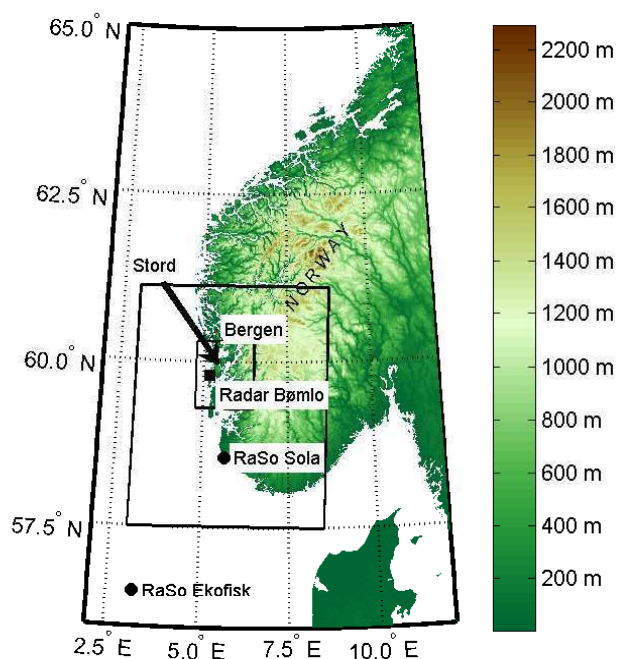 65.0° N
2200 m
2000 m
1800 m
62.5° N
1600 m
NORWAY
1400 m
Stord
1200 m
Bergen
60.0° N
1000 m
Radar Bømlo
800 m
RaSo Sola
600 m
57.5° N
400 m
RaSo Ekofisk
200 m
2.5° E
5.0° E
7.5° E
10.0° E